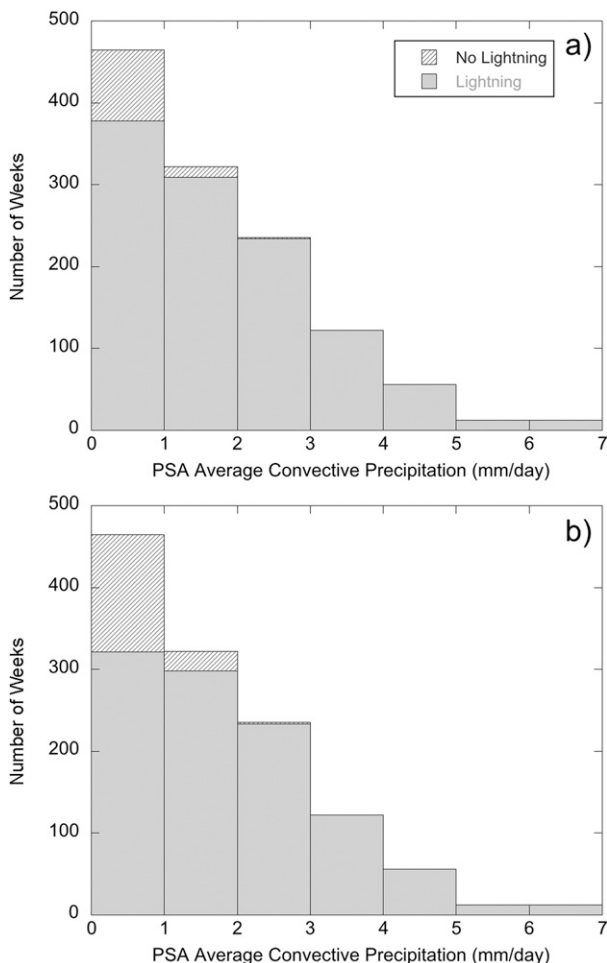 500
a)
No Lightning
Lightning
400
300
200
100
0
Number of Weeks
0 1 2 3 4 5 6 7
PSA Average Convective Precipitation (mm/day)
500
b)
400
300
200
100
0
Number of Weeks
0 1 2 3 4 5 6 7
PSA Average Convective Precipitation (mm/day)